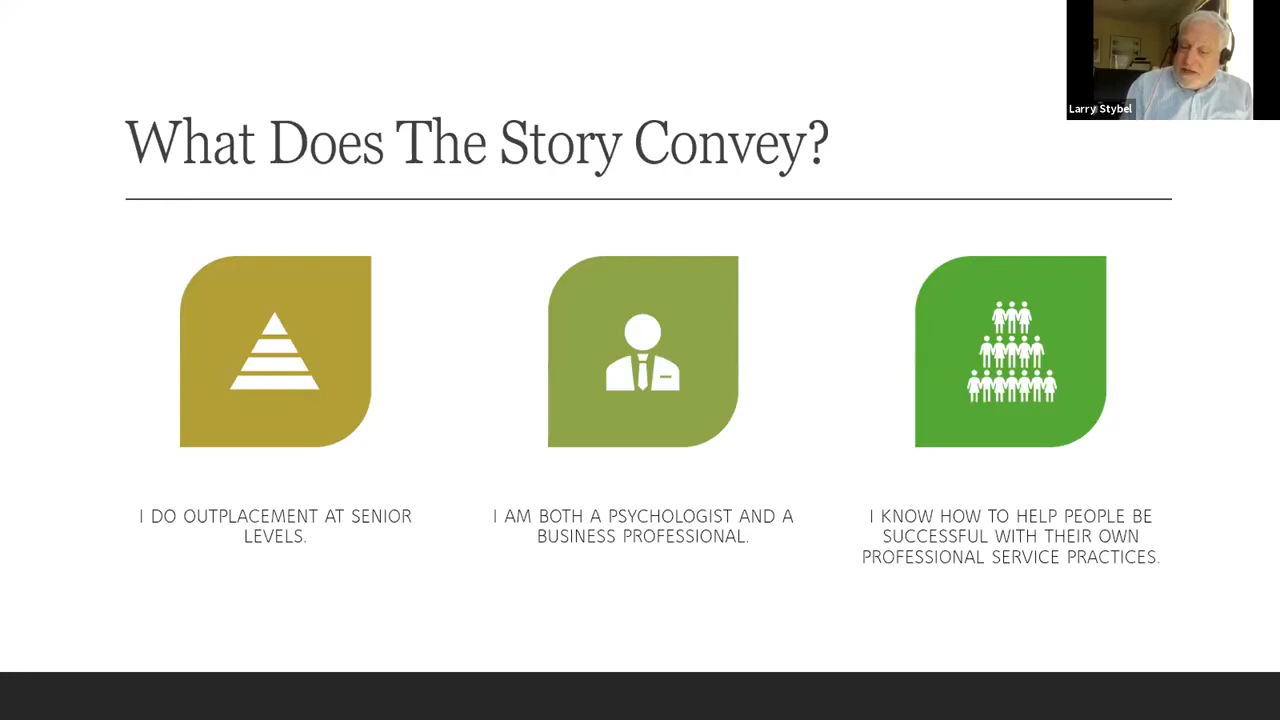 Larry Stybel
What Does The Story Convey?
I DO OUTPLACEMENT AT SENIOR
LEVELS.
I AM BOTH A PSYCHOLOGIST AND A
BUSINESS PROFESSIONAL.
I KNOW HOW TO HELP PEOPLE BE
SUCCESSFUL WITH THEIR OWN
PROFESSIONAL SERVICE PRACTICES.